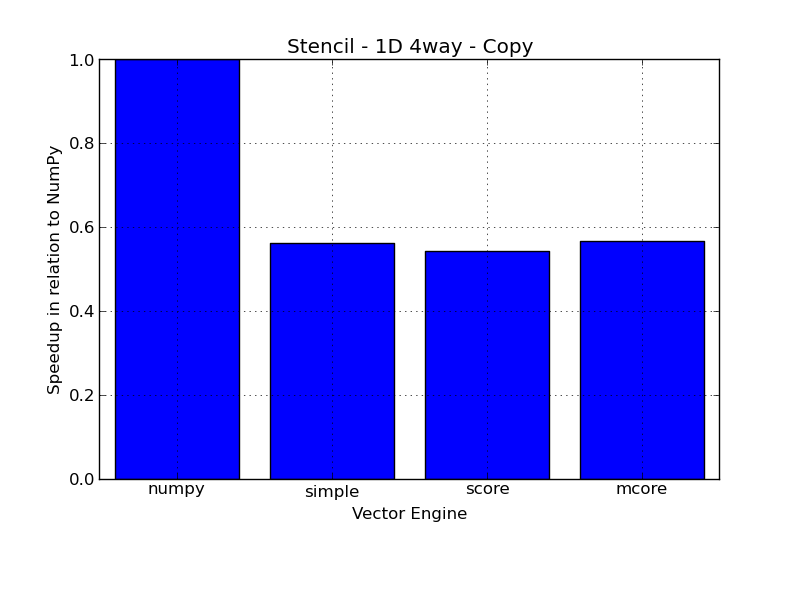 Stencil - 1D 4way - Copy
Speedup in relation to NumPy
1.0
0.8
0.6
0.4
0.2
0.0
numpy simple score mcore
Vector Engine